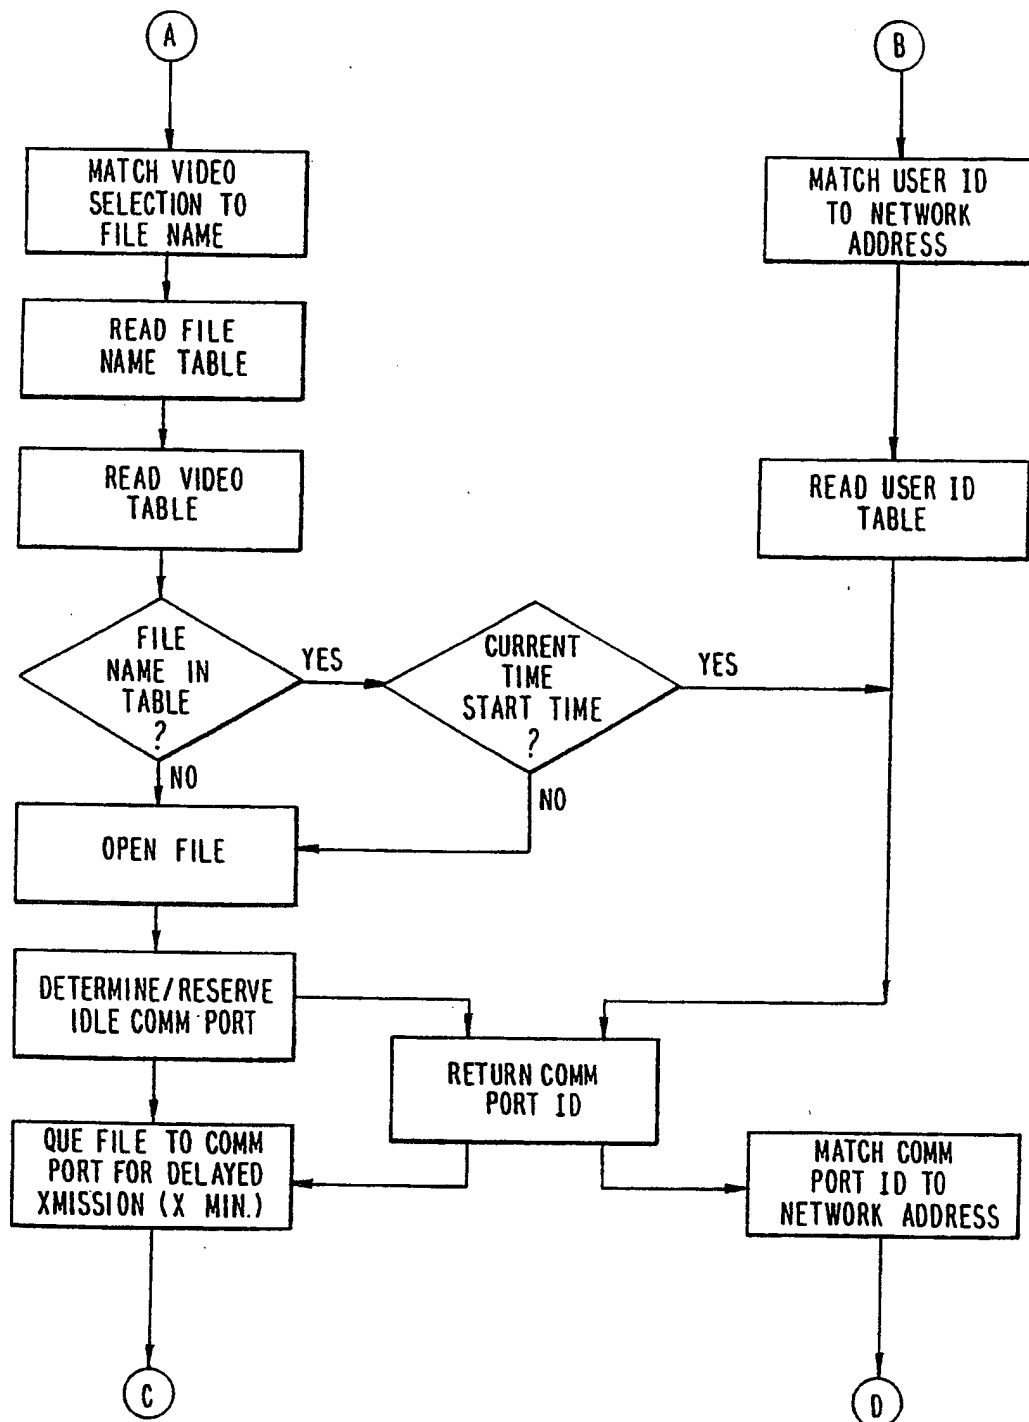 A
B
MATCH VIDEO
SELECTION TO
FILE NAME
MATCH USER ID
TO NETWORK
ADDRESS
READ FILE
NAME TABLE
READ VIDEO
TABLE
READ USER ID
TABLE
FILE
NAME IN
TABLE
?
YES
CURRENT
TIME
START TIME
?
YES
NO
NO
OPEN FILE
DETERMINE/RESERVE
IDLE COMM PORT
RETURN COMM
PORT ID
QUE FILE TO COMM
PORT FOR DELAYED
XMISSION (X MIN.)
MATCH COMM
PORT ID TO
NETWORK ADDRESS
C
D